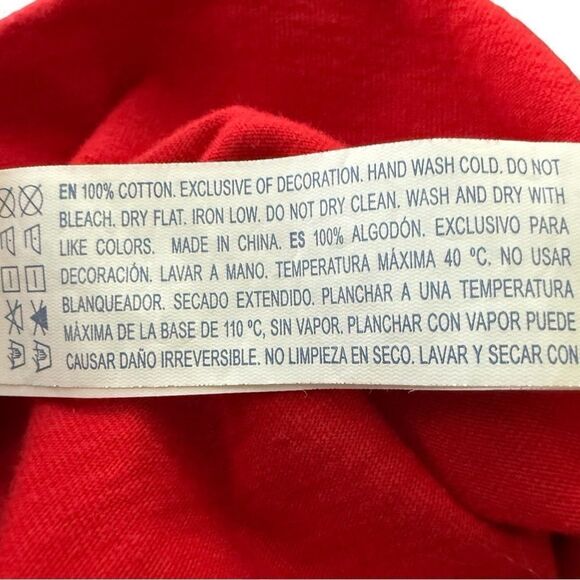 EN 100% COTTON. EXCLUSIVE OF DECORATION. HAND WASH COLD. DO NOT
BLEACH. DRY FLAT. IRON LOW. DO NOT DRY CLEAN. WASH AND DRY WITH
LIKE COLORS. MADE IN CHINA. ES 100% ALGODÓN. EXCLUSIVO PARA
DECORACIÓN. LAVAR A MANO. TEMPERATURA MÁXIMA 40 ºC. NO USAR
BLANQUEADOR. SECADO EXTENDIDO. PLANCHAR A UNA TEMPERATURA
MÁXIMA DE LA BASE DE 110 ºC, SIN VAPOR. PLANCHAR CON VAPOR PUEDE
CAUSAR DAÑO IRREVERSIBLE. NO LIMPIEZA EN SECO. LAVAR Y SECAR CON